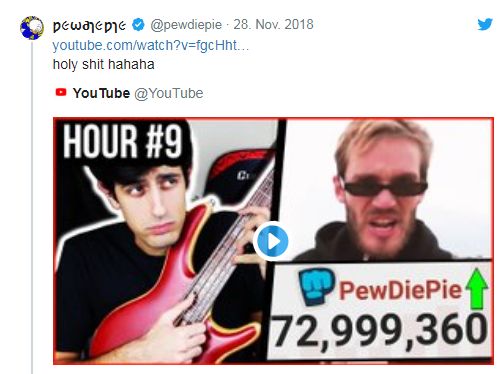 p૯ωძɿ૯ρɿ૯ @pewdiepie · 28. Nov. 2018
youtube.com/watch?v=fgcHht…
holy shit hahaha
YouTube @YouTube
HOUR #9
PewDiePie
72,999,360